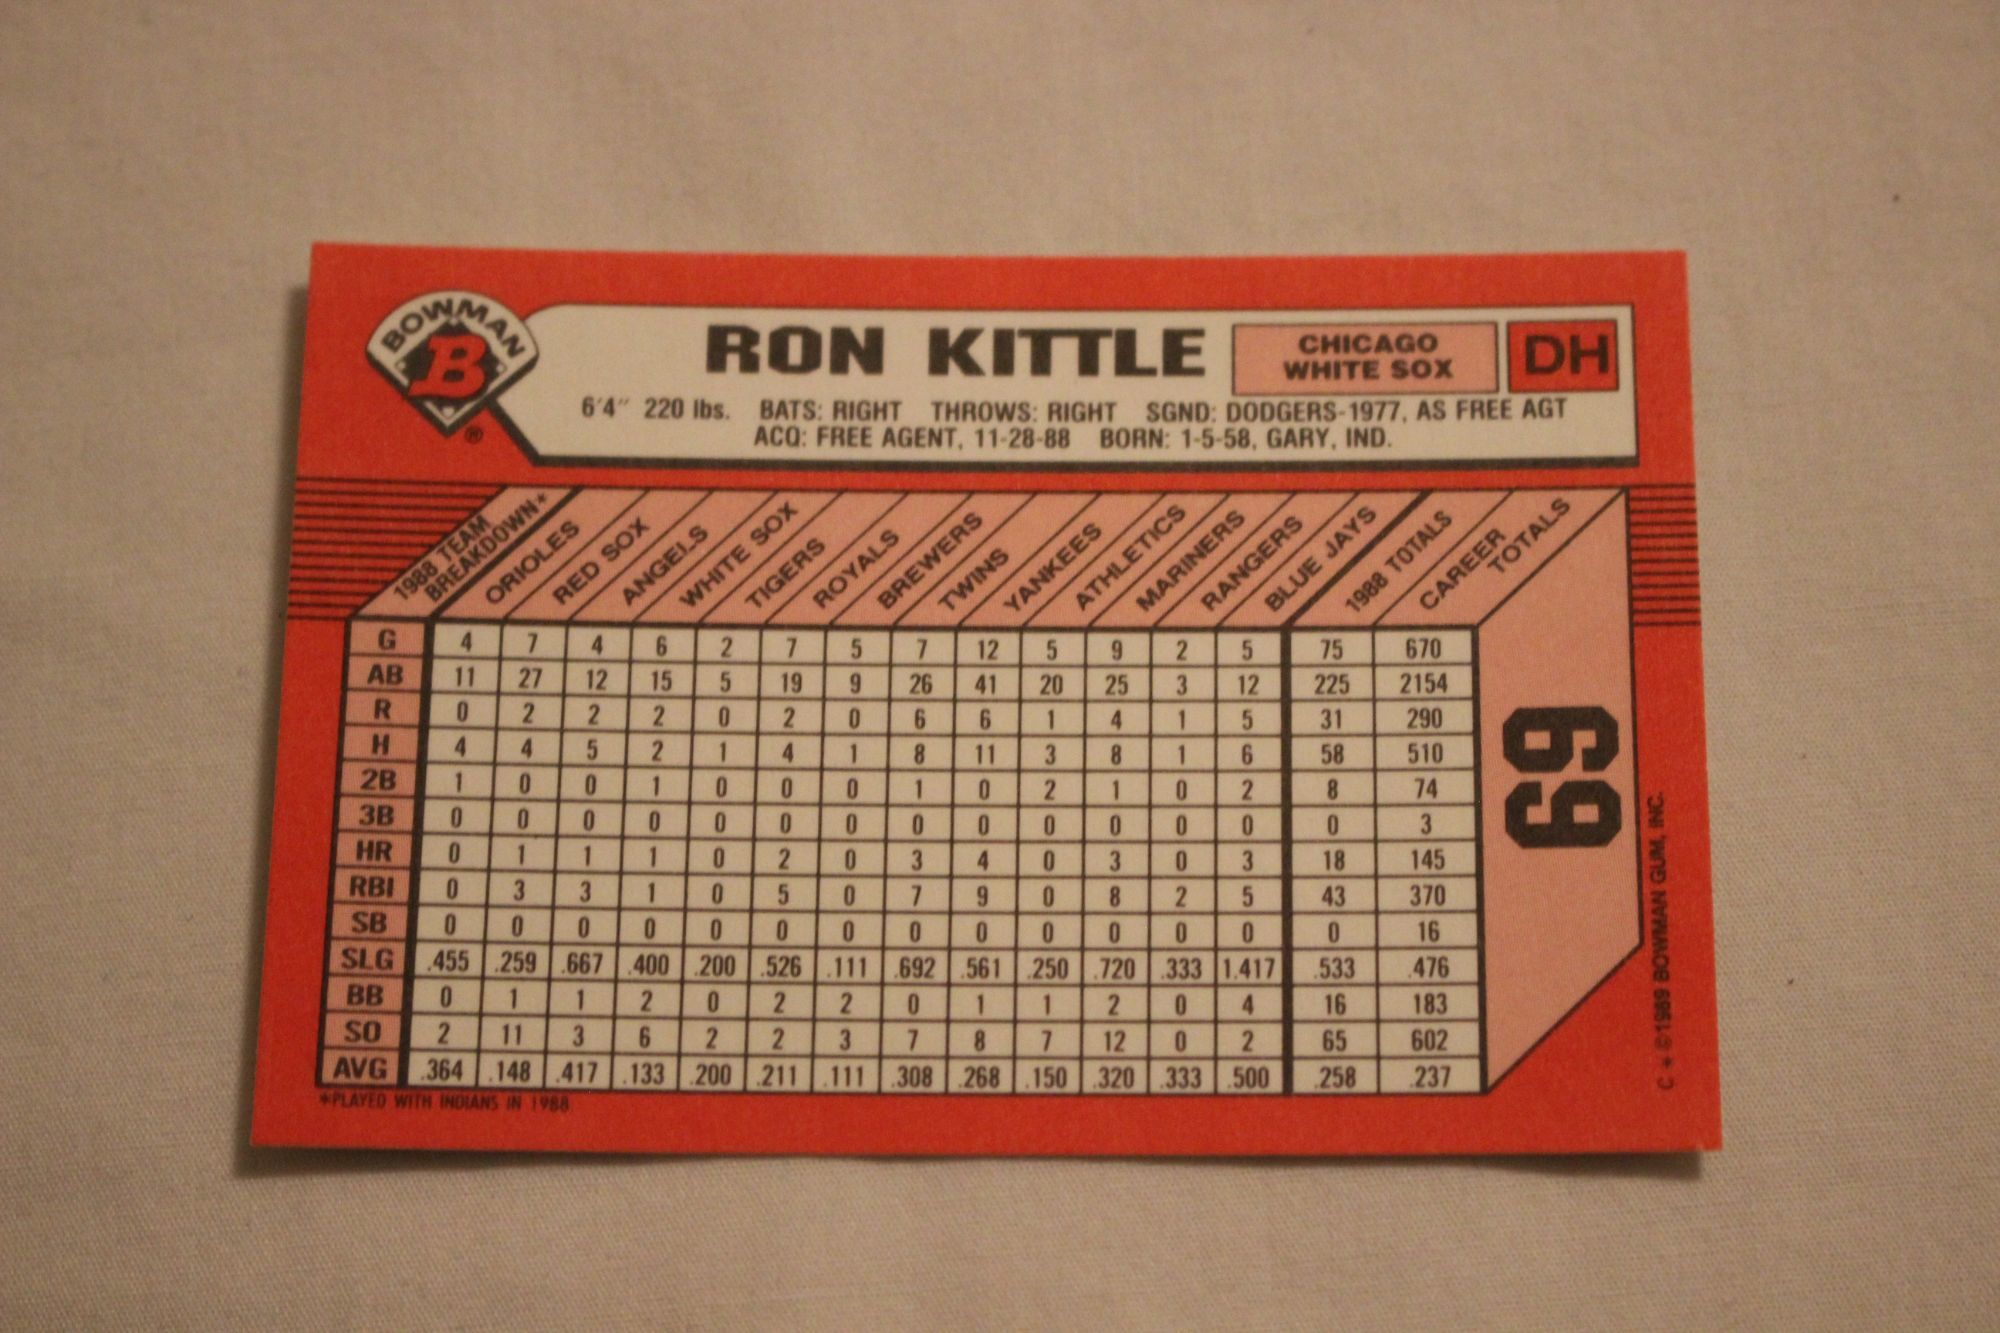 BOWMAN
B
®
RON KITTLE
CHICAGO
WHITE SOX
DH
6'4" 220 lbs. BATS: RIGHT THROWS: RIGHT SGND: DODGERS-1977, AS FREE AGT
ACQ: FREE AGENT, 11-28-88 BORN: 1-5-58, GARY, IND.
1988 TEAM BREAKDOWN* ORIOLES RED SOX ANGELS WHITE SOX TIGERS ROYALS BREWERS TWINS YANKEES ATHLETICS MARINERS RANGERS BLUE JAYS 1988 TOTALS CAREER TOTALS
G 4 7 4 6 2 7 5 7 12 5 9 2 5 75 670
AB 11 27 12 15 5 19 9 26 41 20 25 3 12 225 2154
R 0 2 2 2 0 2 0 6 6 1 4 1 5 31 290
H 4 4 5 2 1 4 1 8 11 3 8 1 6 58 510
2B 1 0 0 1 0 0 0 1 0 2 1 0 2 8 74
3B 0 0 0 0 0 0 0 0 0 0 0 0 0 0 3
HR 0 1 1 1 0 2 0 3 4 0 3 0 3 18 145
RBI 0 3 3 1 0 5 0 7 9 0 8 2 5 43 370
SB 0 0 0 0 0 0 0 0 0 0 0 0 0 0 16
SLG .455 .259 .667 .400 .200 .526 .111 .692 .561 .250 .720 .333 1.417 .533 .476
BB 0 1 1 2 0 2 2 0 1 1 2 0 4 16 183
SO 2 11 3 6 2 2 3 7 8 7 12 0 2 65 602
AVG .364 .148 .417 .133 .200 .211 .111 .308 .268 .150 .320 .333 .500 .258 .237
*PLAYED WITH INDIANS IN 1988
69
C * ©1989 BOWMAN GUM, INC.